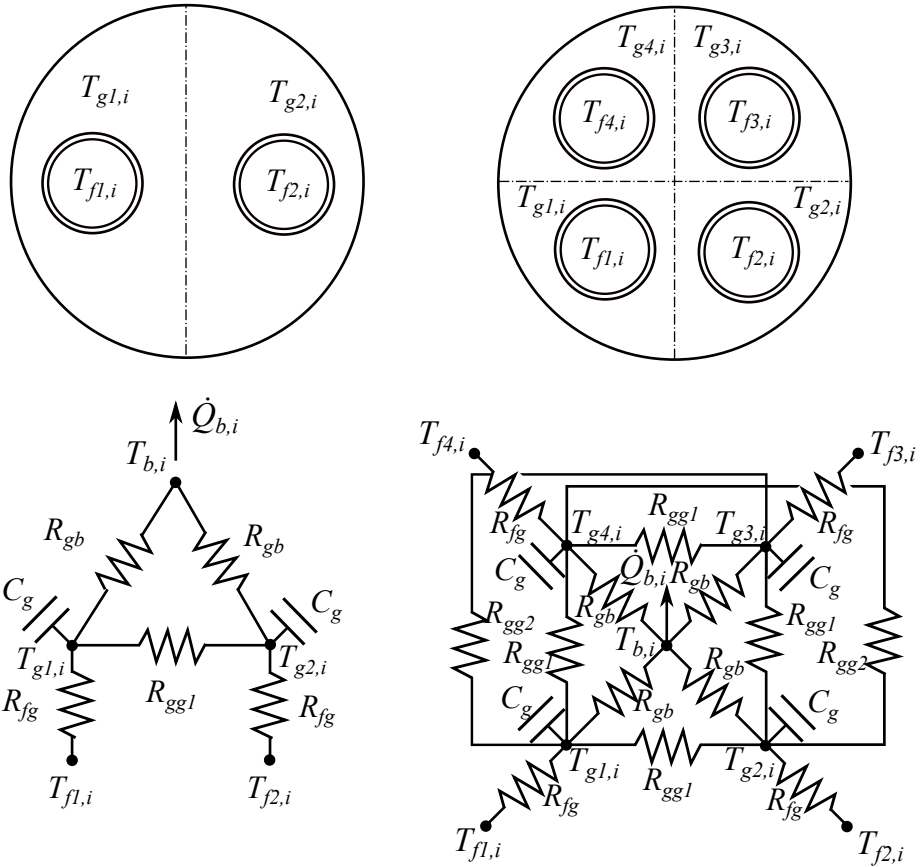 T_{g4,i} T_{g3,i}
T_{g1,i} T_{g2,i}
T_{f4,i} T_{f3,i}
T_{f1,i} T_{f2,i}
T_{g1,i} T_{g2,i}
T_{f1,i} T_{f2,i}
Q̇_{b,i}
T_{b,i}
R_{gb} R_{gb}
C_g C_g
T_{g1,i} T_{g2,i}
R_{gg1}
R_{fg} R_{fg}
T_{f1,i} T_{f2,i}
T_{f4,i} T_{f3,i}
R_{gg1}
R_{fg} T_{g4,i} T_{g3,i} R_{fg}
C_g Q̇_{b,i} R_{gb} C_g
R_{gg2} R_{gb} R_{gg1}
T_{b,i}
R_{gg1} R_{gb} R_{gg2}
C_g R_{gb} C_g
T_{g1,i} T_{g2,i}
R_{gg1}
R_{fg} R_{fg}
T_{f1,i} T_{f2,i}